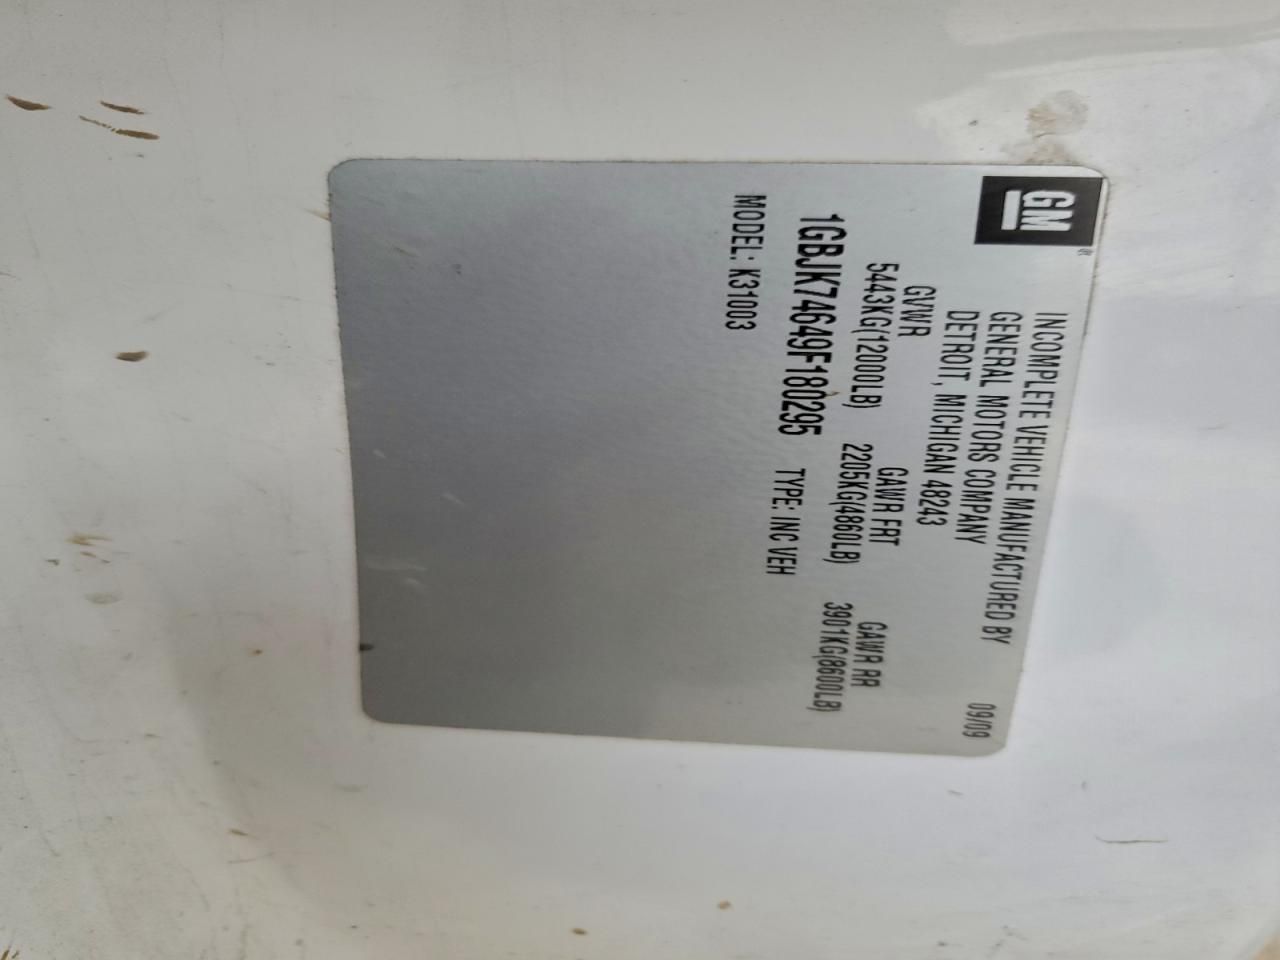 GM
®
INCOMPLETE VEHICLE MANUFACTURED BY
GENERAL MOTORS COMPANY
DETROIT, MICHIGAN 48243
09/09
GVWR GAWR FRT GAWR RR
5443KG(12000LB) 2205KG(4860LB) 3901KG(8600LB)
1GBJK74649F180295 TYPE: INC VEH
MODEL: K31003